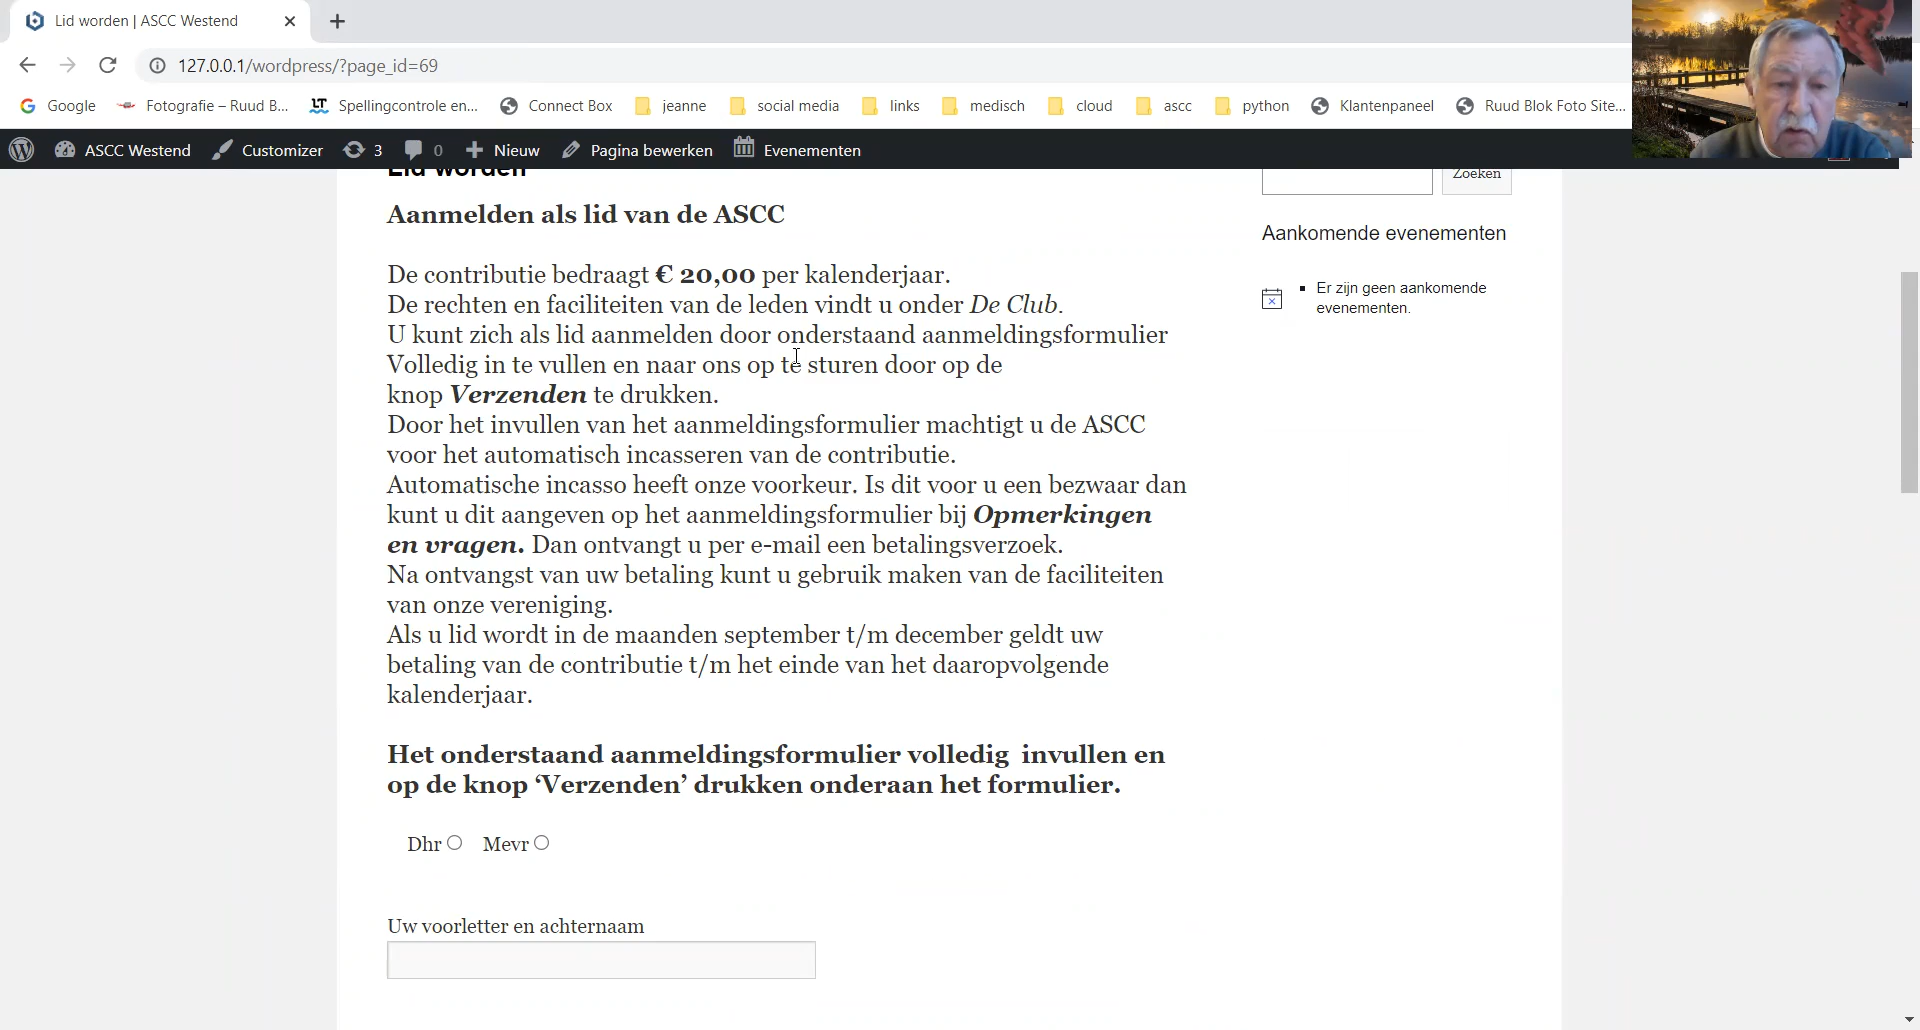 Lid worden | ASCC Westend
127.0.0.1/wordpress/?page_id=69
Google Fotografie – Ruud B... Spellingcontrole en... Connect Box jeanne social media links medisch cloud ascc python Klantenpaneel Ruud Blok Foto Site...
ASCC Westend Customizer 3 0 Nieuw Pagina bewerken Evenementen
Lid worden
Zoeken
Aanmelden als lid van de ASCC
Aankomende evenementen
De contributie bedraagt € 20,00 per kalenderjaar.
Er zijn geen aankomende
evenementen.
De rechten en faciliteiten van de leden vindt u onder De Club.
U kunt zich als lid aanmelden door onderstaand aanmeldingsformulier
Volledig in te vullen en naar ons op te sturen door op de
knop Verzenden te drukken.
Door het invullen van het aanmeldingsformulier machtigt u de ASCC
voor het automatisch incasseren van de contributie.
Automatische incasso heeft onze voorkeur. Is dit voor u een bezwaar dan
kunt u dit aangeven op het aanmeldingsformulier bij Opmerkingen
en vragen. Dan ontvangt u per e-mail een betalingsverzoek.
Na ontvangst van uw betaling kunt u gebruik maken van de faciliteiten
van onze vereniging.
Als u lid wordt in de maanden september t/m december geldt uw
betaling van de contributie t/m het einde van het daaropvolgende
kalenderjaar.
Het onderstaand aanmeldingsformulier volledig invullen en
op de knop ‘Verzenden’ drukken onderaan het formulier.
Dhr Mevr
Uw voorletter en achternaam